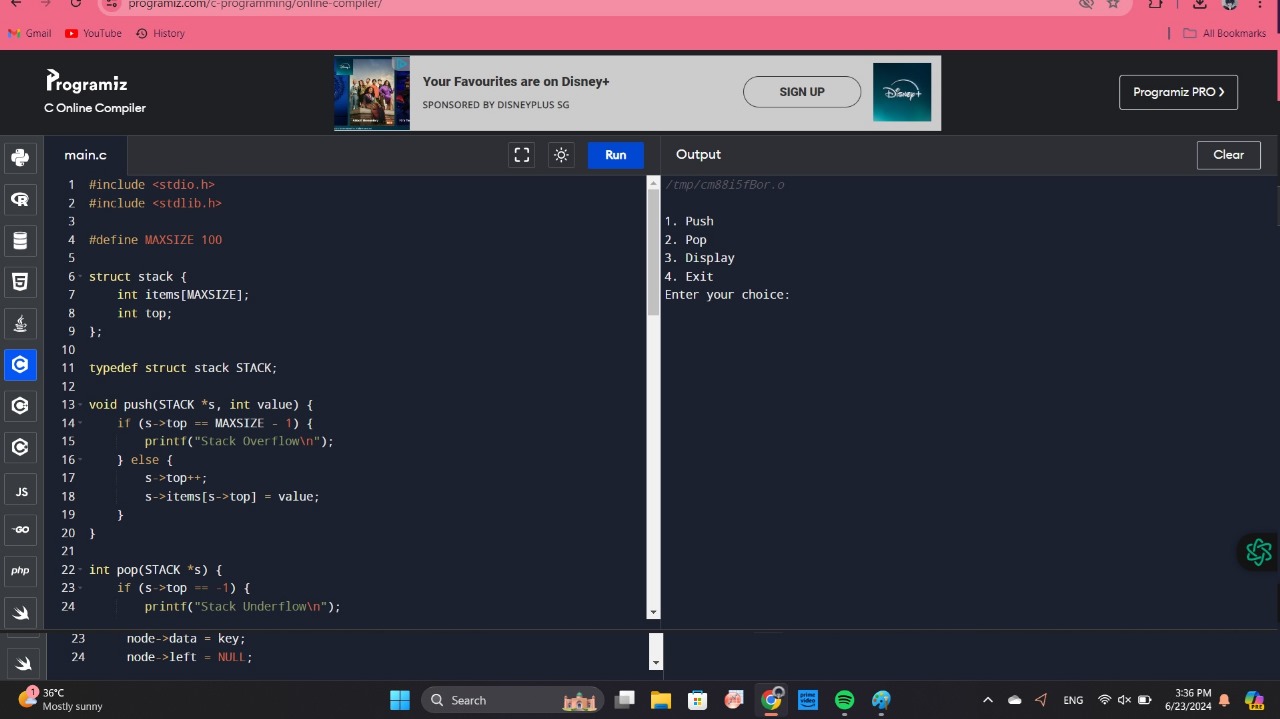 programiz.com/c-programming/online-compiler/
Gmail YouTube History All Bookmarks
Programiz
C Online Compiler
Your Favourites are on Disney+
SPONSORED BY DISNEYPLUS SG
SIGN UP
Disney+
Programiz PRO ❯
main.c
Run
Output
Clear
1 #include <stdio.h>
2 #include <stdlib.h>
3
4 #define MAXSIZE 100
5
6 struct stack {
7 int items[MAXSIZE];
8 int top;
9 };
10
11 typedef struct stack STACK;
12
13 void push(STACK *s, int value) {
14 if (s->top == MAXSIZE - 1) {
15 printf("Stack Overflow\n");
16 } else {
17 s->top++;
18 s->items[s->top] = value;
19 }
20 }
21
22 int pop(STACK *s) {
23 if (s->top == -1) {
24 printf("Stack Underflow\n");
23 node->data = key;
24 node->left = NULL;
/tmp/cm88i5fBor.o
1. Push
2. Pop
3. Display
4. Exit
Enter your choice:
JS
GO
php
1
36°C
Mostly sunny
Search
prime video
ENG
3:36 PM
6/23/2024